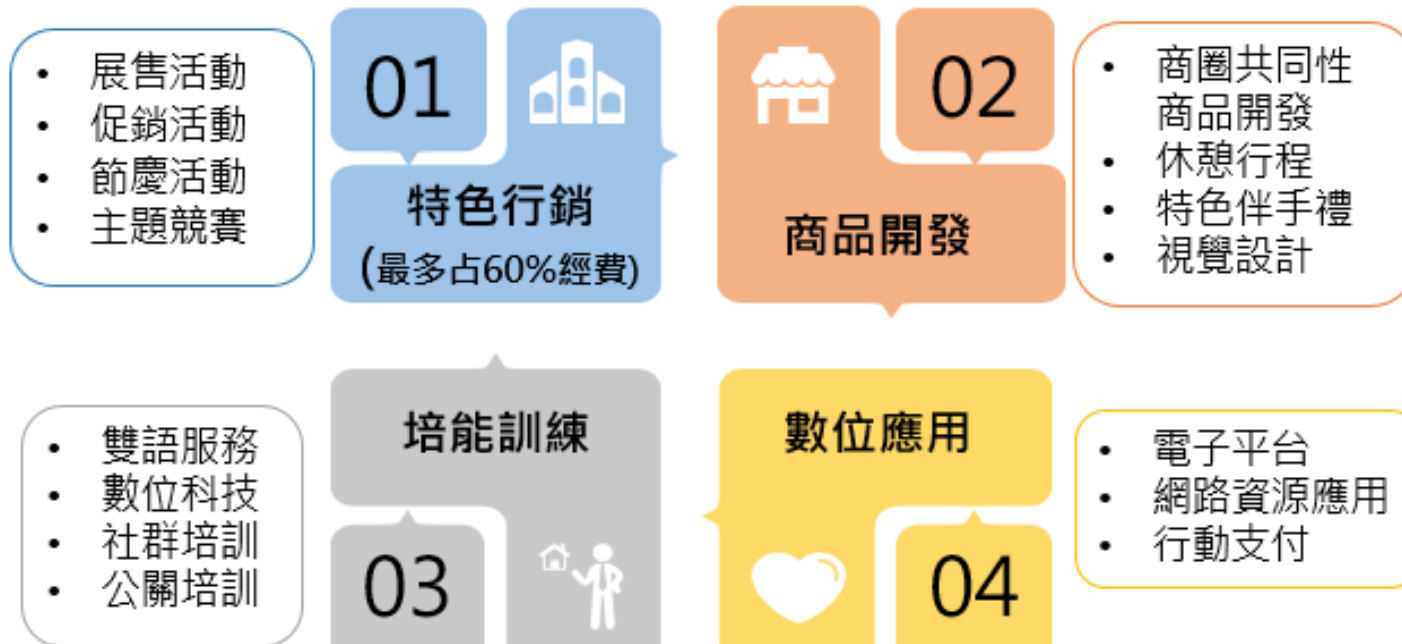 • 展售活動
• 促銷活動
• 節慶活動
• 主題競賽
01
特色行銷
(最多占60%經費)
02
商品開發
• 商圈共同性
商品開發
• 休憩行程
• 特色伴手禮
• 視覺設計
• 雙語服務
• 數位科技
• 社群培訓
• 公關培訓
培能訓練
03
數位應用
04
• 電子平台
• 網路資源應用
• 行動支付